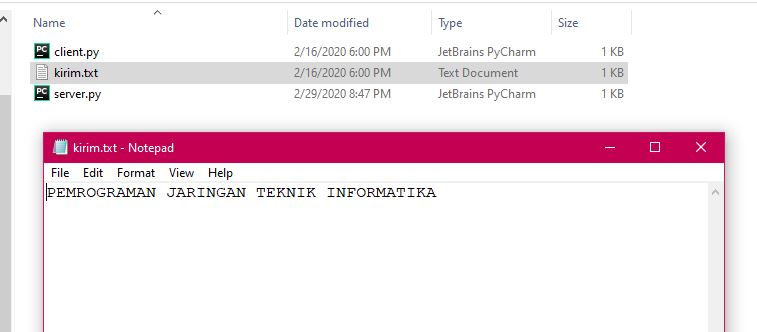 Name Date modified Type Size
client.py 2/16/2020 6:00 PM JetBrains PyCharm 1 KB
kirim.txt 2/16/2020 6:00 PM Text Document 1 KB
server.py 2/29/2020 8:47 PM JetBrains PyCharm 1 KB
kirim.txt - Notepad
File Edit Format View Help
PEMROGRAMAN JARINGAN TEKNIK INFORMATIKA